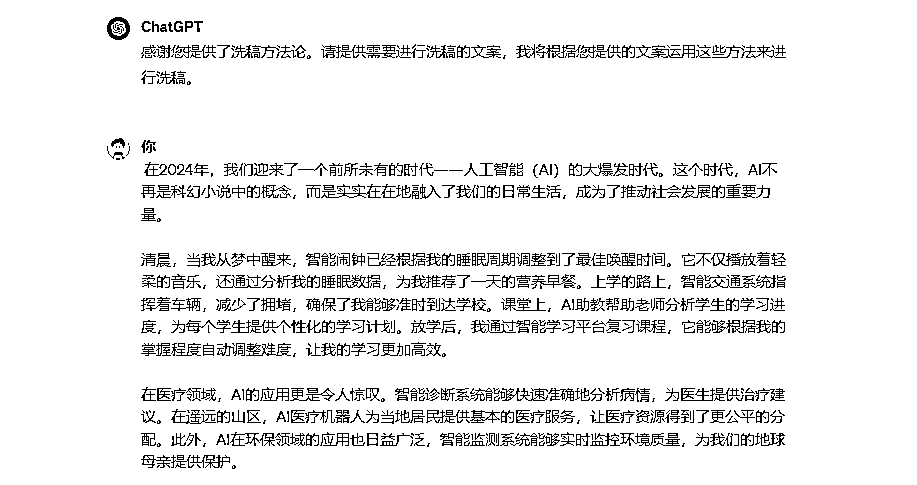 ChatGPT
感谢您提供了洗稿方法论。请提供需要进行洗稿的文案，我将根据您提供的文案运用这些方法来进
行洗稿。
你
在2024年，我们迎来了一个前所未有的时代——人工智能（AI）的大爆发时代。这个时代，AI不
再是科幻小说中的概念，而是实实在在地融入了我们的日常生活，成为了推动社会发展的重要力
量。
清晨，当我从梦中醒来，智能闹钟已经根据我的睡眠周期调整到了最佳唤醒时间。它不仅播放着轻
柔的音乐，还通过分析我的睡眠数据，为我推荐了一天的营养早餐。上学的路上，智能交通系统指
挥着车辆，减少了拥堵，确保了我能够准时到达学校。课堂上，AI助教帮助老师分析学生的学习进
度，为每个学生提供个性化的学习计划。放学后，我通过智能学习平台复习课程，它能够根据我的
掌握程度自动调整难度，让我的学习更加高效。
在医疗领域，AI的应用更是令人惊叹。智能诊断系统能够快速准确地分析病情，为医生提供治疗建
议。在遥远的山区，AI医疗机器人为当地居民提供基本的医疗服务，让医疗资源得到了更公平的分
配。此外，AI在环保领域的应用也日益广泛，智能监测系统能够实时监控环境质量，为我们的地球
母亲提供保护。